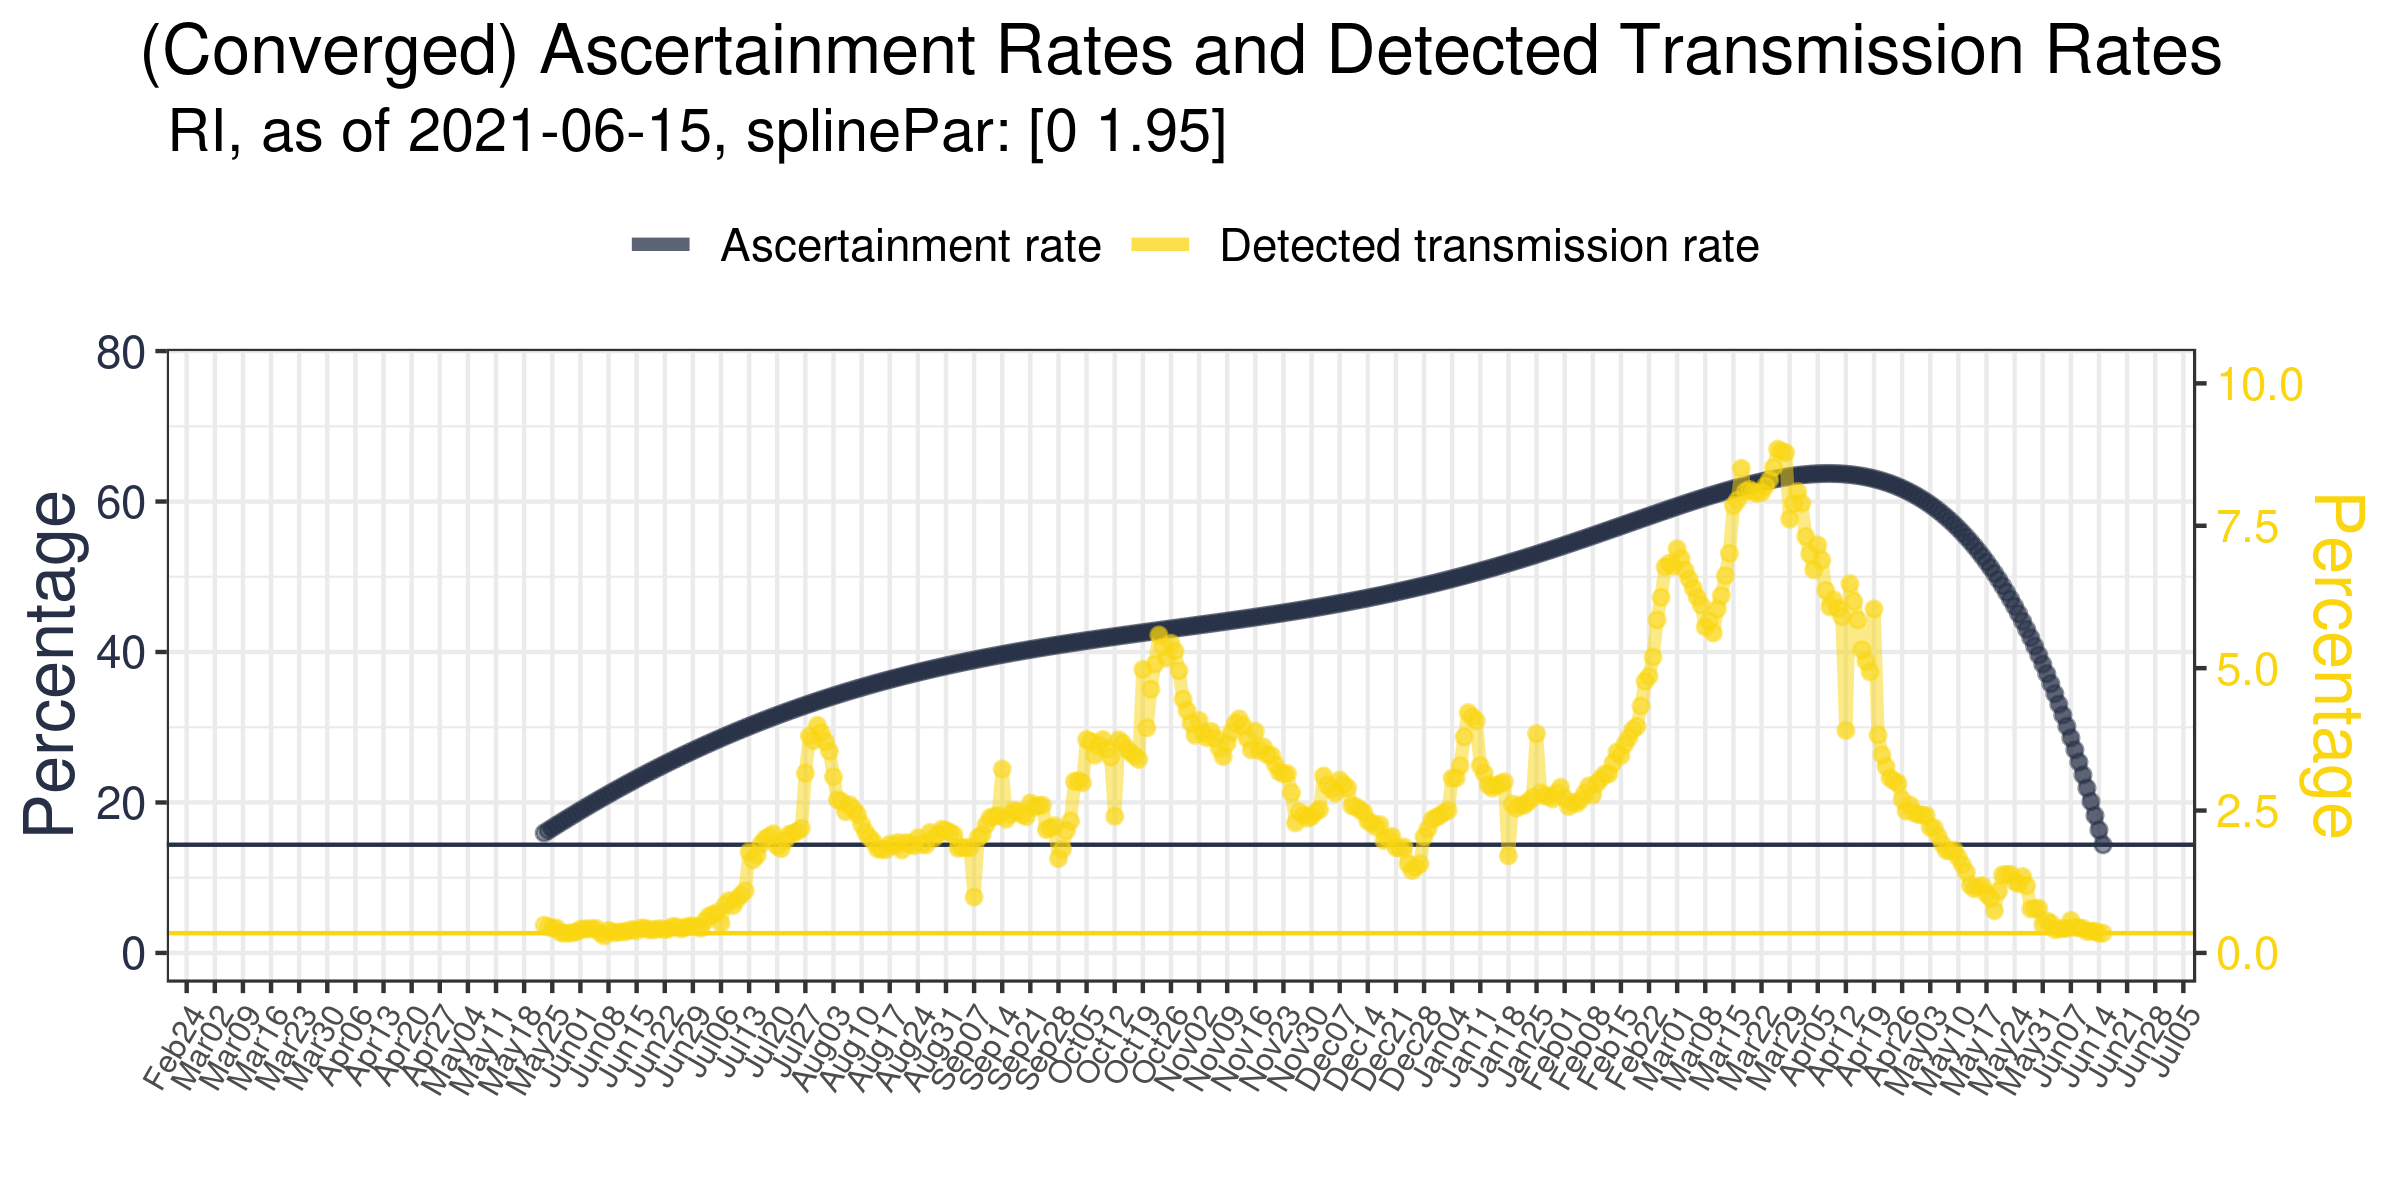 (Converged) Ascertainment Rates and Detected Transmission Rates
RI, as of 2021-06-15, splinePar: [0 1.95]
Ascertainment rate
Detected transmission rate
Percentage
80
60
40
20
0
10.0
7.5
5.0
2.5
0.0
Percentage
Feb24
Mar02
Mar09
Mar16
Mar23
Mar30
Apr06
Apr13
Apr20
Apr27
May04
May11
May18
May25
Jun01
Jun08
Jun15
Jun22
Jun29
Jul06
Jul13
Jul20
Jul27
Aug03
Aug10
Aug17
Aug24
Aug31
Sep07
Sep14
Sep21
Sep28
Oct05
Oct12
Oct19
Oct26
Nov02
Nov09
Nov16
Nov23
Nov30
Dec07
Dec14
Dec21
Dec28
Jan04
Jan11
Jan18
Jan25
Feb01
Feb08
Feb15
Feb22
Mar01
Mar08
Mar15
Mar22
Mar29
Apr05
Apr12
Apr19
Apr26
May03
May10
May17
May24
May31
Jun07
Jun14
Jun21
Jun28
Jul05